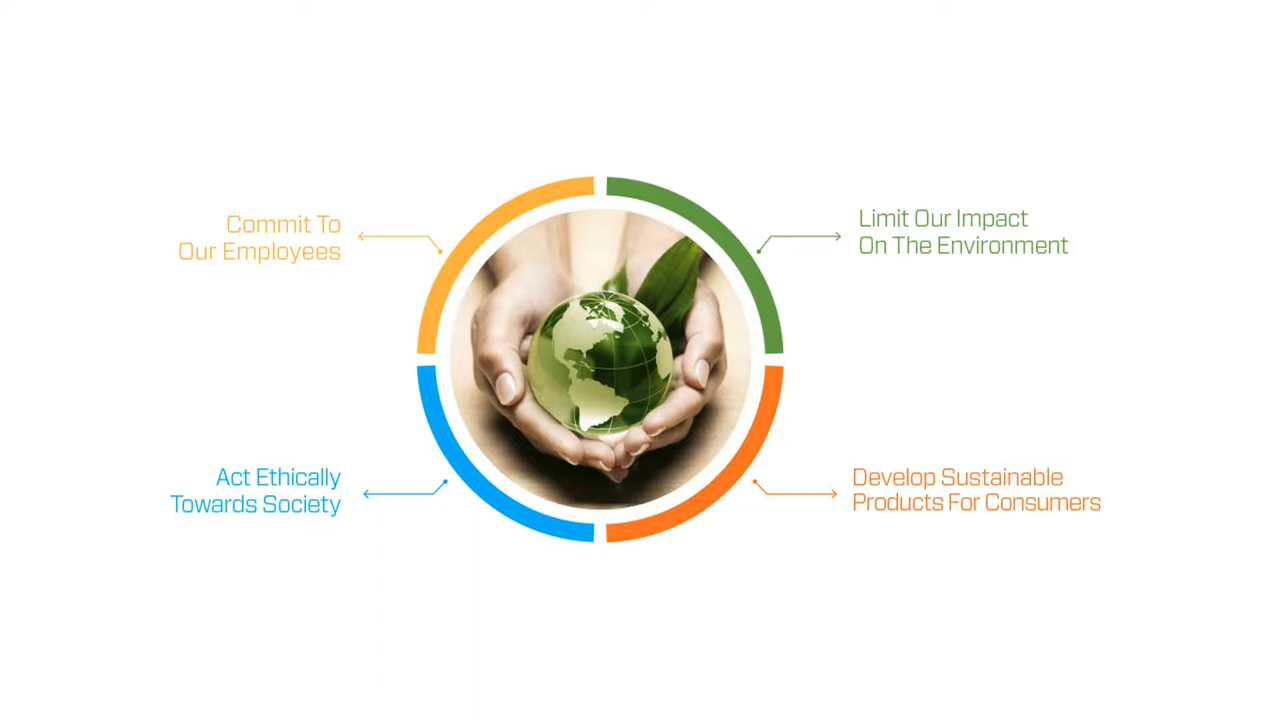 Commit To
Our Employees
Limit Our Impact
On The Environment
Act Ethically
Towards Society
Develop Sustainable
Products For Consumers